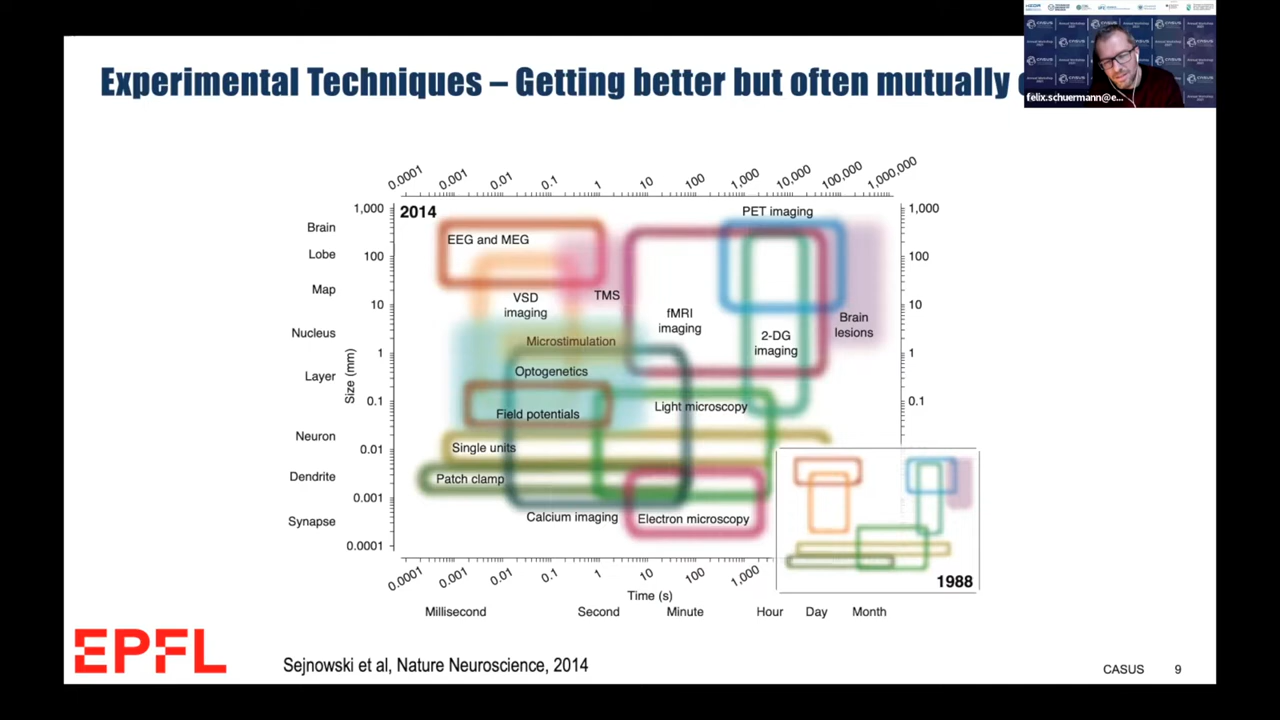 Experimental Techniques – Getting better but often mutually
felix.schuermann@e...
CASUS
0.0001 0.001 0.01 0.1 1 10 100 1,000 10,000 100,000 1,000,000
2014
1,000
100
10
1
0.1
0.01
0.001
0.0001
Brain
Lobe
Map
Nucleus
Layer
Neuron
Dendrite
Synapse
Size (mm)
1,000
100
10
1
0.1
EEG and MEG
PET imaging
VSD
imaging
TMS
fMRI
imaging
Brain
lesions
2-DG
imaging
Microstimulation
Optogenetics
Light microscopy
Field potentials
Single units
Patch clamp
Calcium imaging
Electron microscopy
1988
0.0001 0.001 0.01 0.1 1 10 100 1,000
Time (s)
Millisecond Second Minute Hour Day Month
EPFL
Sejnowski et al, Nature Neuroscience, 2014
CASUS 9